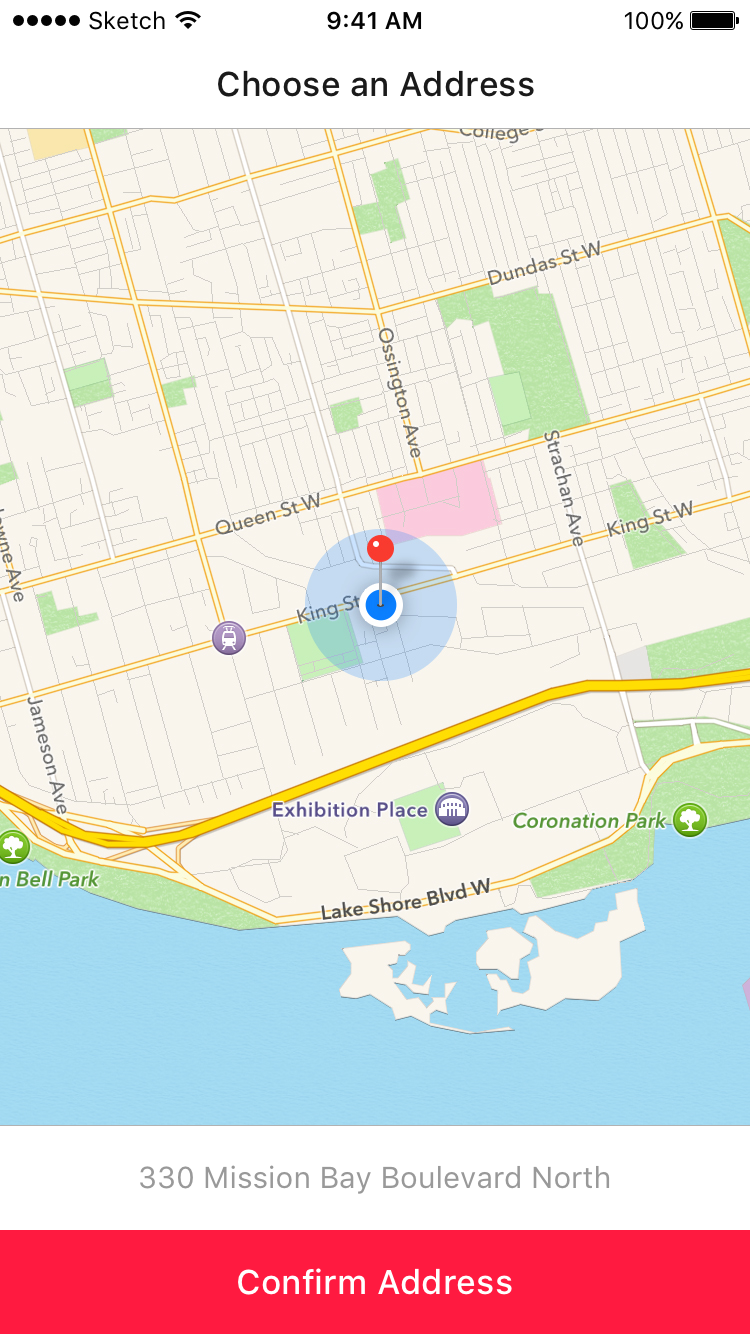 Sketch 9:41 AM 100%
Choose an Address
College
Dundas St W
Ossington Ave
Strachan Ave
Queen St W
King St W
King St
Jameson Ave
Exhibition Place
Coronation Park
Bell Park
Lake Shore Blvd W
330 Mission Bay Boulevard North
Confirm Address